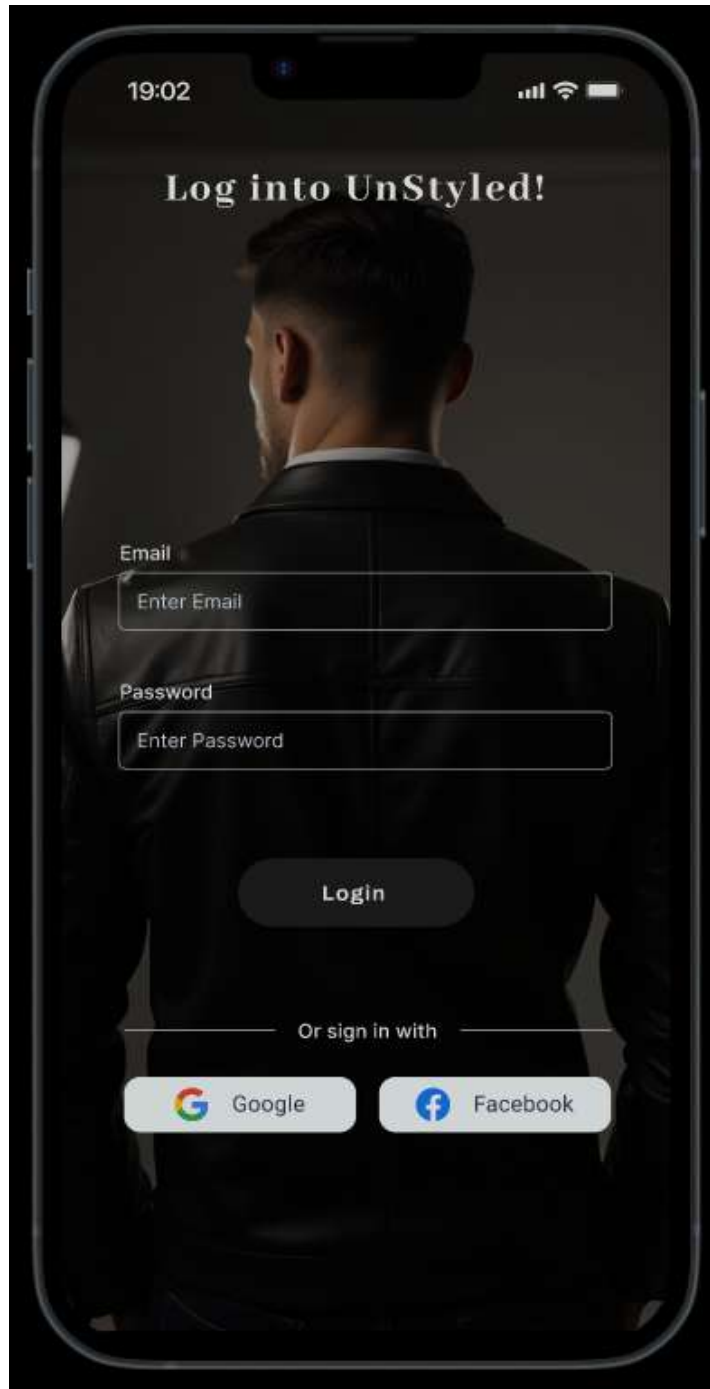 19:02
Log into UnStyled!
Email
Enter Email
Password
Enter Password
Login
Or sign in with
Google
Facebook